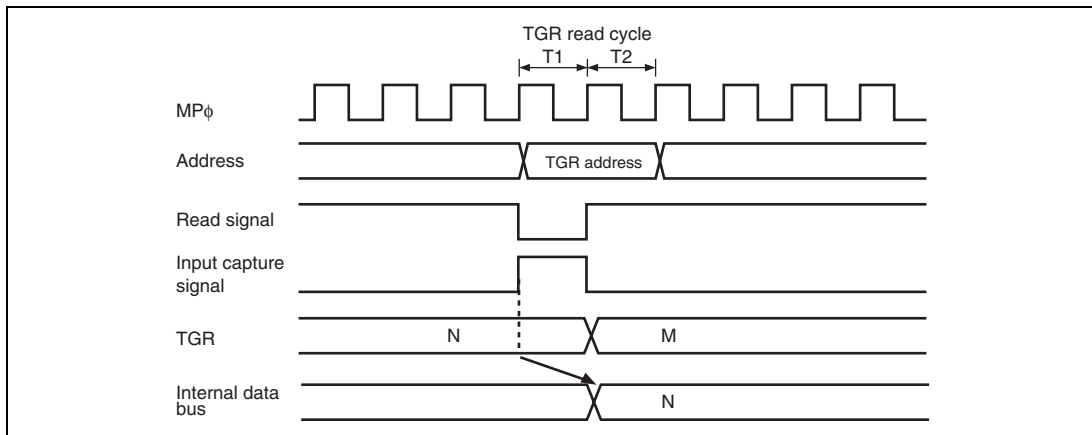 TGR read cycle
T1 T2
MPϕ
Address
TGR address
Read signal
Input capture
signal
TGR
N M
Internal data
bus
N